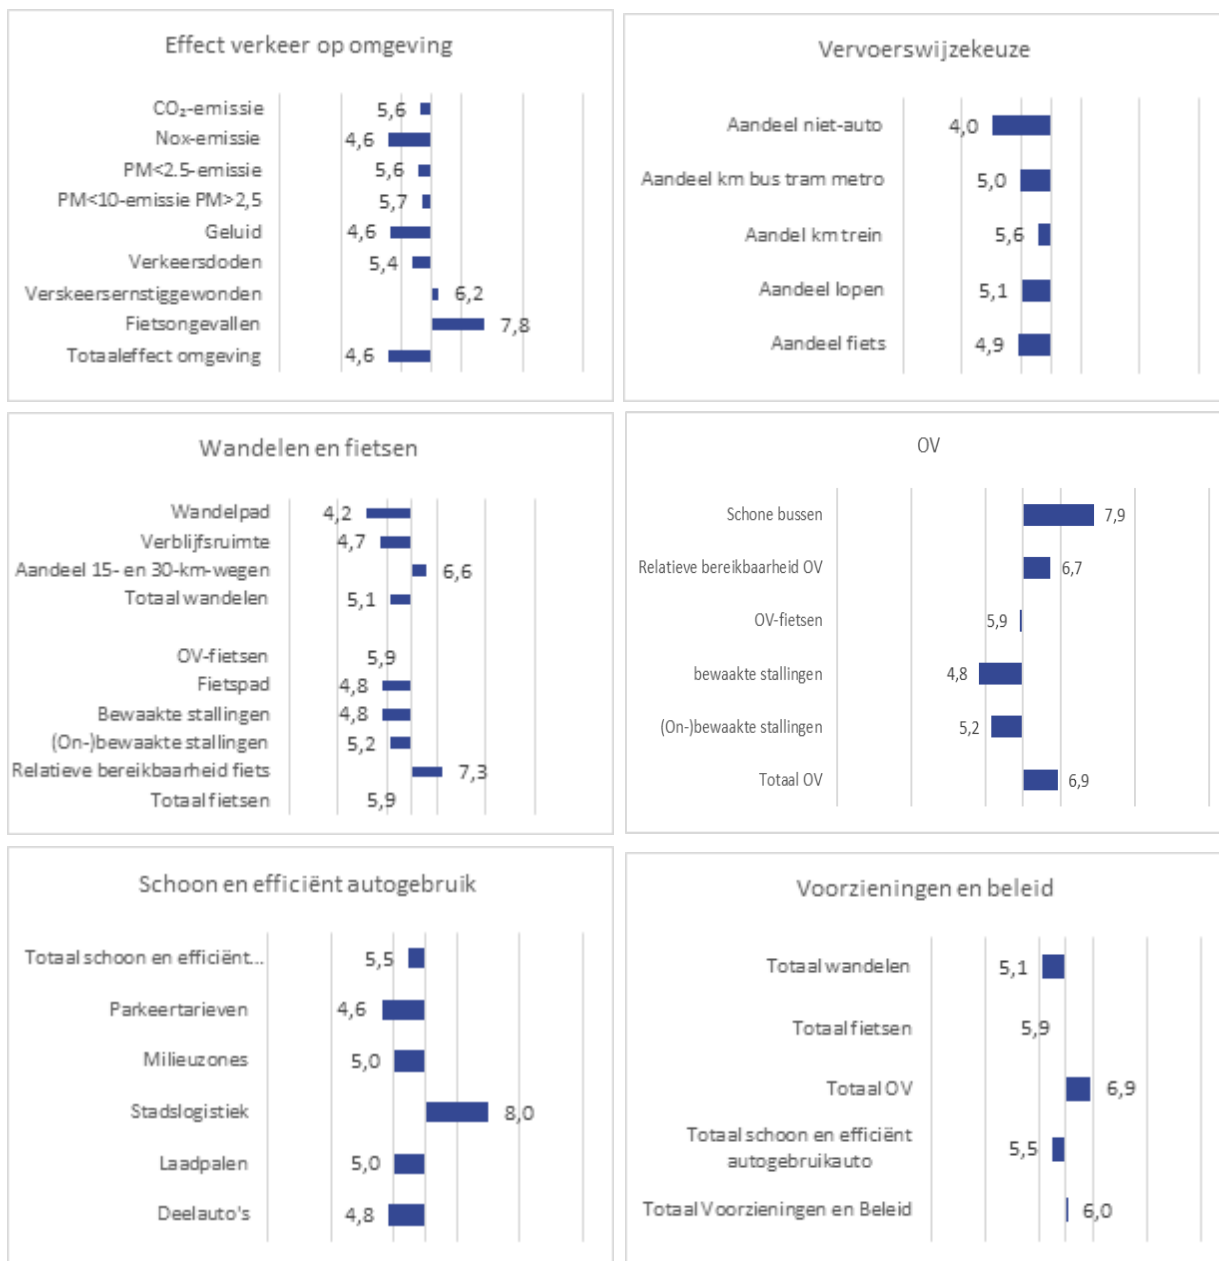 Effect verkeer op omgeving
CO₂-emissie 5,6
Nox-emissie 4,6
PM<2.5-emissie 5,6
PM<10-emissie PM>2,5 5,7
Geluid 4,6
Verkeersdoden 5,4
Verskeersernstiggewonden 6,2
Fietsongevallen 7,8
Totaaleffect omgeving 4,6
Vervoerswijzekeuze
Aandeel niet-auto 4,0
Aandeel km bus tram metro 5,0
Aandel km trein 5,6
Aandeel lopen 5,1
Aandeel fiets 4,9
Wandelen en fietsen
Wandelpad 4,2
Verblijfsruimte 4,7
Aandeel 15- en 30-km-wegen 6,6
Totaal wandelen 5,1
OV-fietsen 5,9
Fietspad 4,8
Bewaakte stallingen 4,8
(On-)bewaakte stallingen 5,2
Relatieve bereikbaarheid fiets 7,3
Totaal fietsen 5,9
OV
Schone bussen 7,9
Relatieve bereikbaarheid OV 6,7
OV-fietsen 5,9
bewaakte stallingen 4,8
(On-)bewaakte stallingen 5,2
Totaal OV 6,9
Schoon en efficiënt autogebruik
Totaal schoon en efficiënt... 5,5
Parkeertarieven 4,6
Milieuzones 5,0
Stadslogistiek 8,0
Laadpalen 5,0
Deelauto's 4,8
Voorzieningen en beleid
Totaal wandelen 5,1
Totaal fietsen 5,9
Totaal OV 6,9
Totaal schoon en efficiënt
autogebruikauto 5,5
Totaal Voorzieningen en Beleid 6,0